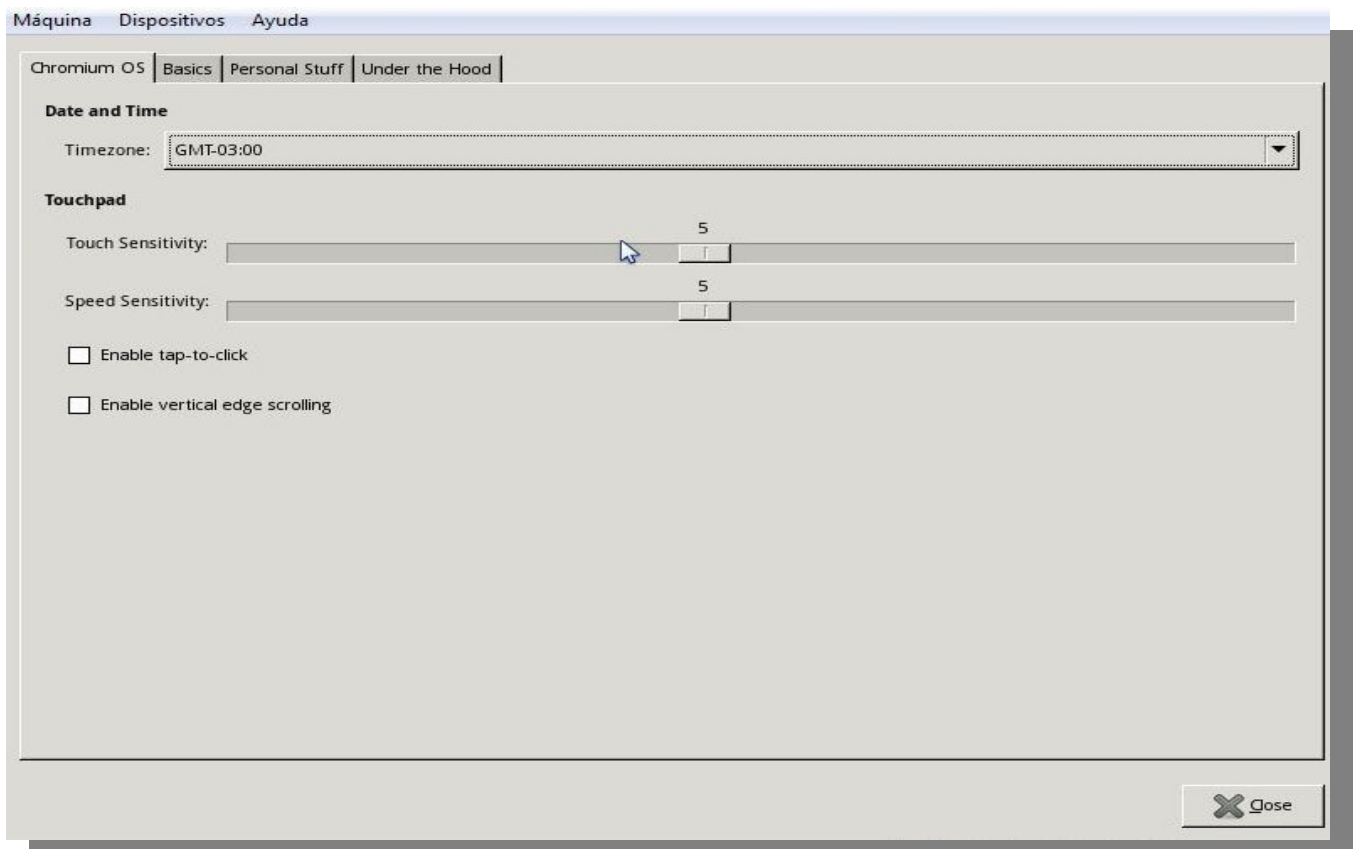 Máquina Dispositivos Ayuda
Chromium OS Basics Personal Stuff Under the Hood
Date and Time
Timezone: GMT-03:00
Touchpad
5
Touch Sensitivity:
5
Speed Sensitivity:
Enable tap-to-click
Enable vertical edge scrolling
Close